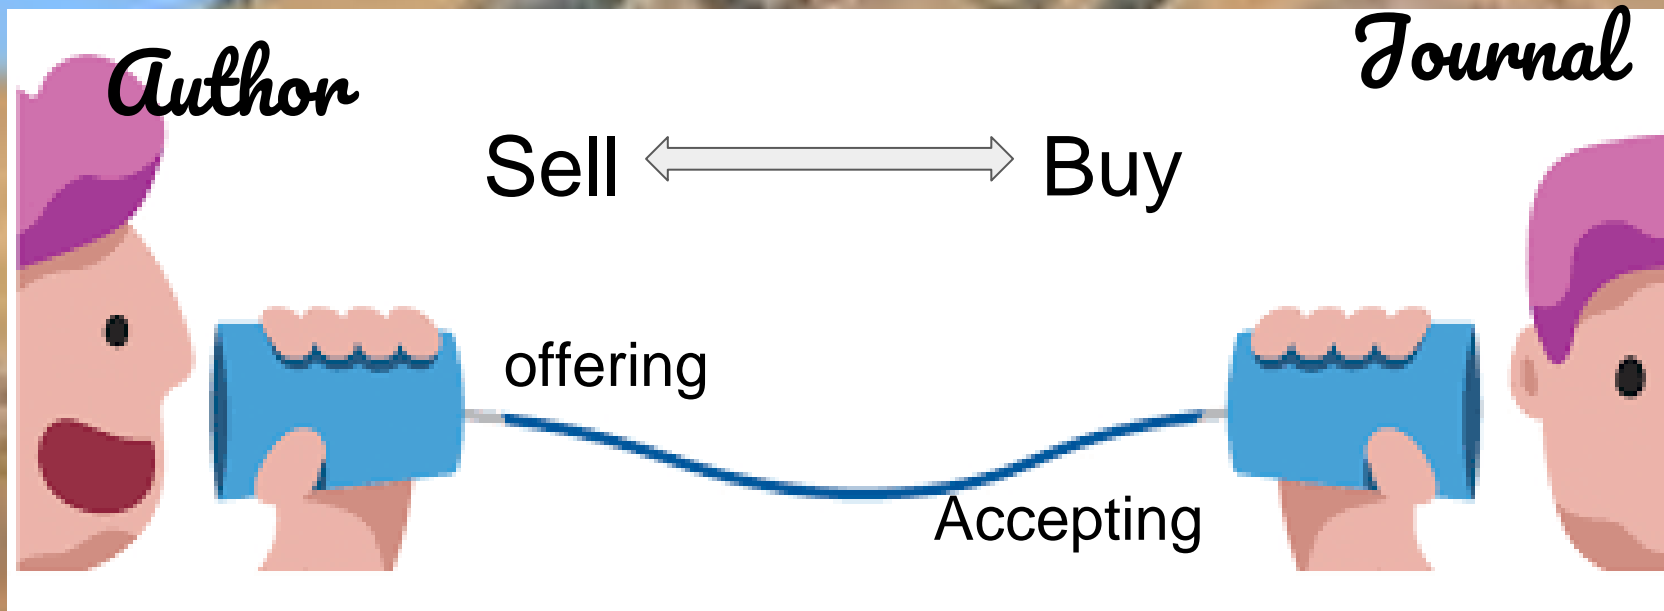 Author
Journal
Sell
Buy
offering
Accepting